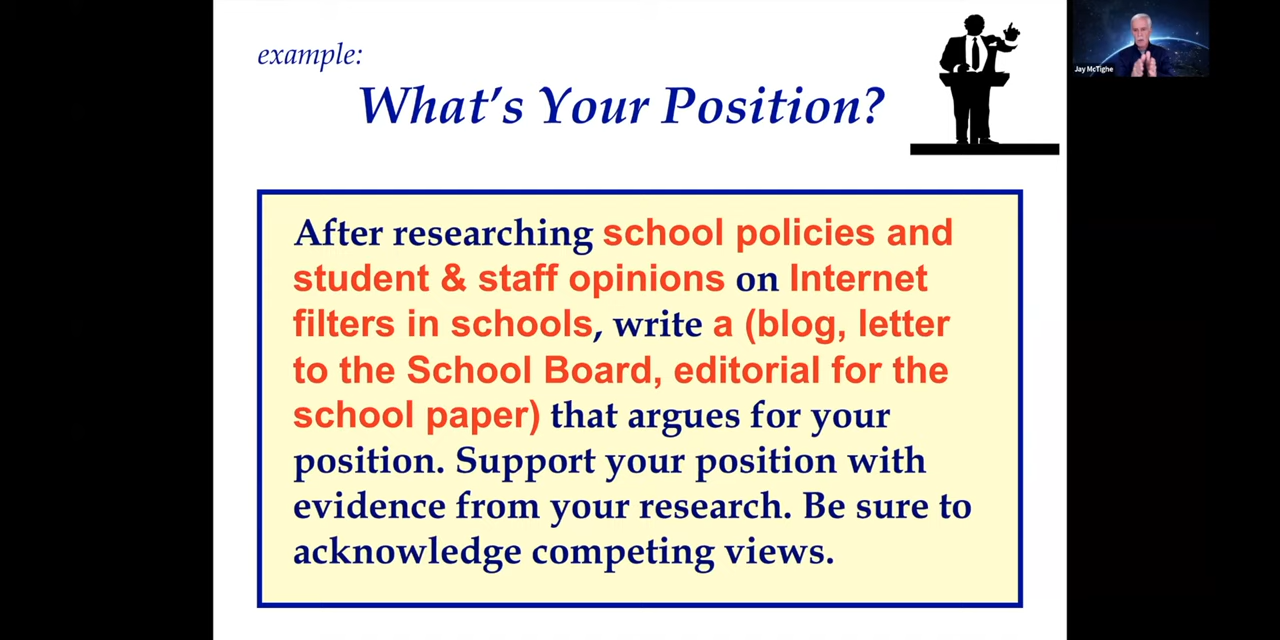 example:
What's Your Position?
Jay McTighe
After researching school policies and
student & staff opinions on Internet
filters in schools, write a (blog, letter
to the School Board, editorial for the
school paper) that argues for your
position. Support your position with
evidence from your research. Be sure to
acknowledge competing views.